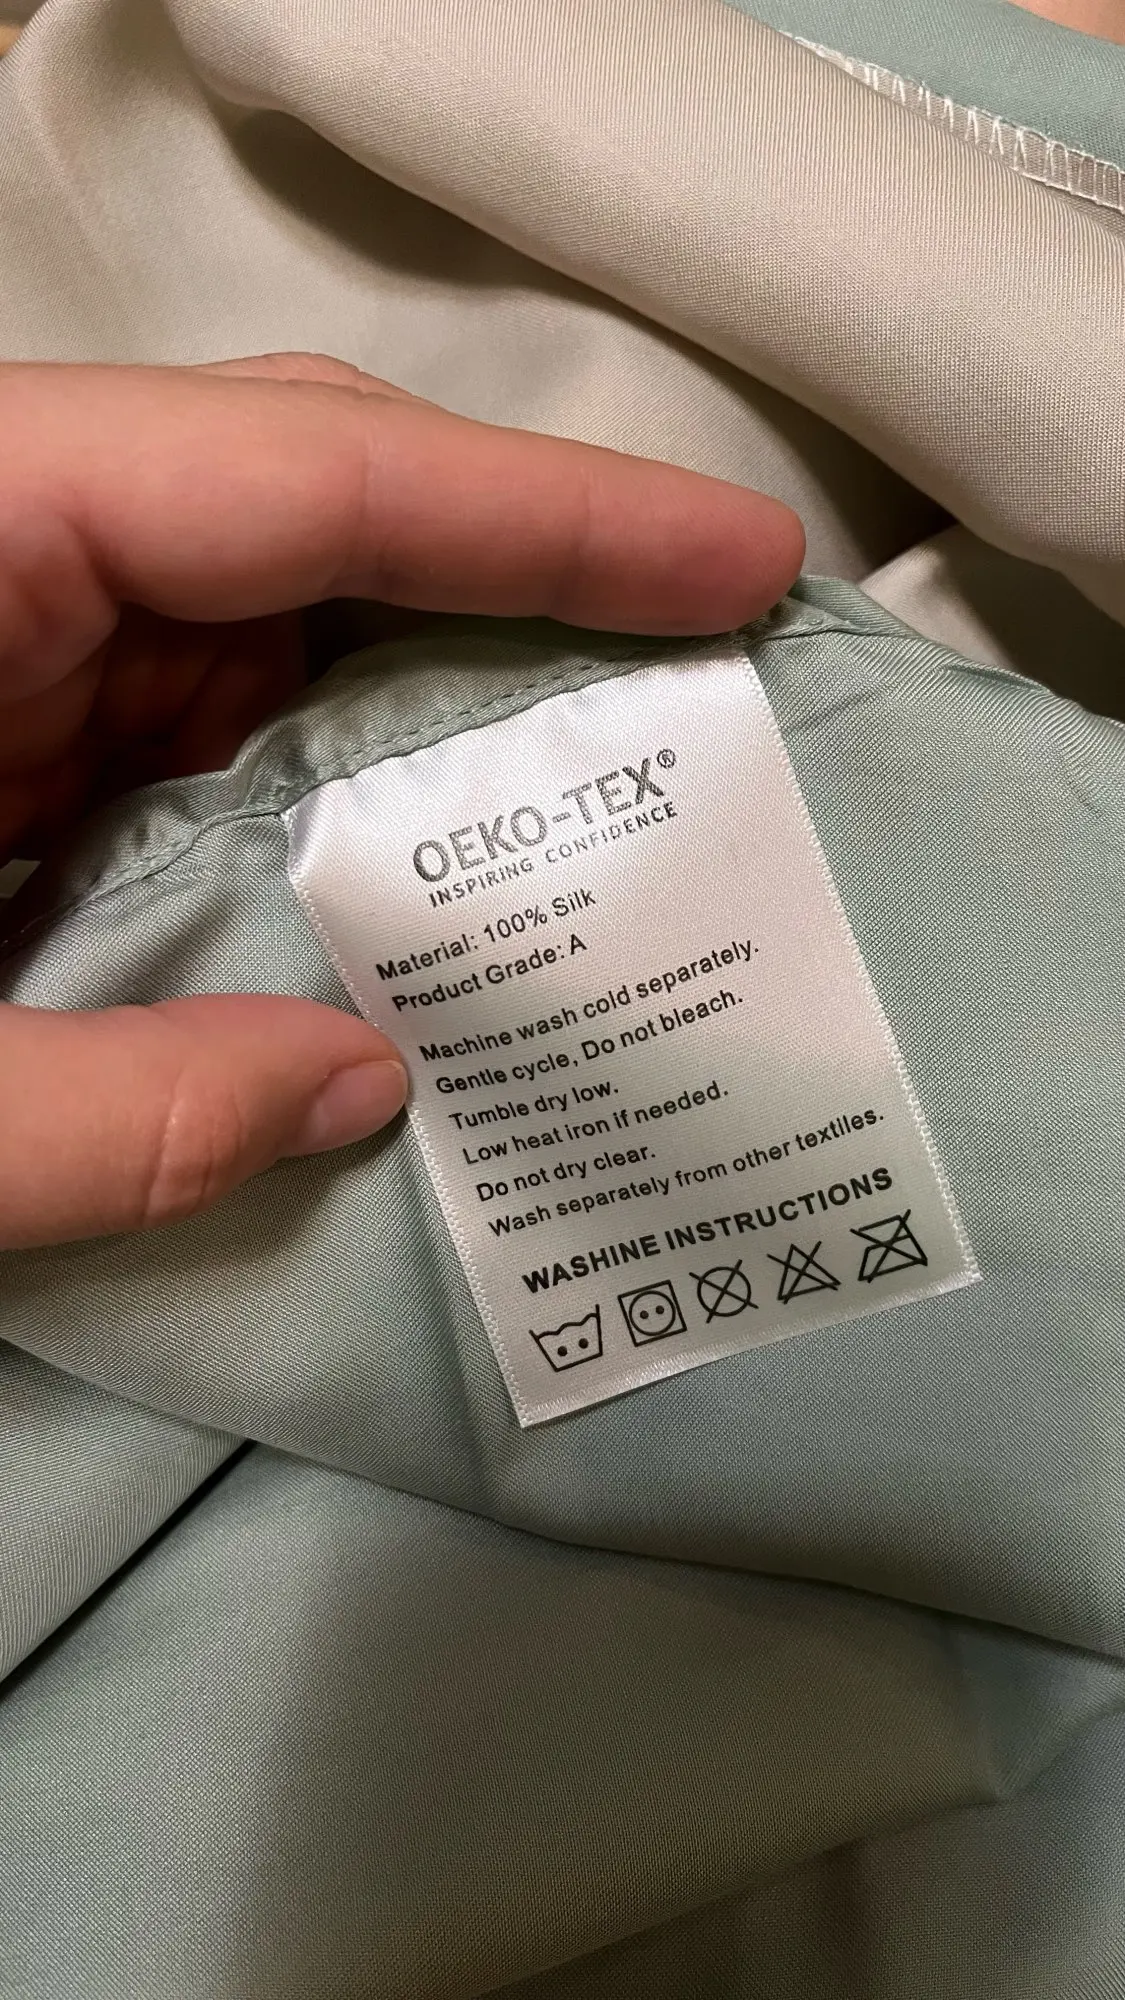 OEKO-TEX®
INSPIRING CONFIDENCE
Material: 100% Silk
Product Grade: A
Machine wash cold separately.
Gentle cycle, Do not bleach.
Tumble dry low.
Low heat iron if needed.
Do not dry clear.
Wash separately from other textiles.
WASHINE INSTRUCTIONS